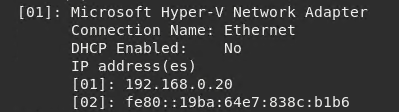 [01]: Microsoft Hyper-V Network Adapter
Connection Name: Ethernet
DHCP Enabled: No
IP address(es)
[01]: 192.168.0.20
[02]: fe80::19ba:64e7:838c:b1b6